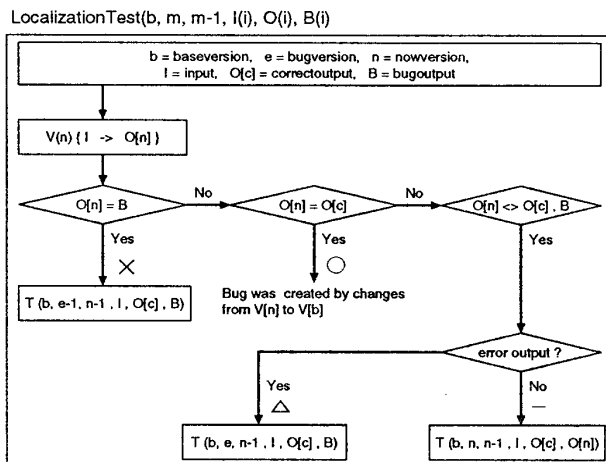 LocalizationTest(b, m, m-1, I(i), O(i), B(i)
b = baseversion, e = bugversion, n = nowversion,
I = input, O[c] = correctoutput, B = bugoutput
V(n) { I -> O[n] }
O[n] = B
No
O[n] = O[c]
No
O[n] <> O[c] , B
Yes
Yes
Yes
T (b, e-1, n-1 , I , O[c] , B)
Bug was created by changes
from V[n] to V[b]
error output ?
Yes
No
T (b, e, n-1 , I , O[c] , B)
T (b, n, n-1 , I , O[c] , O[n])